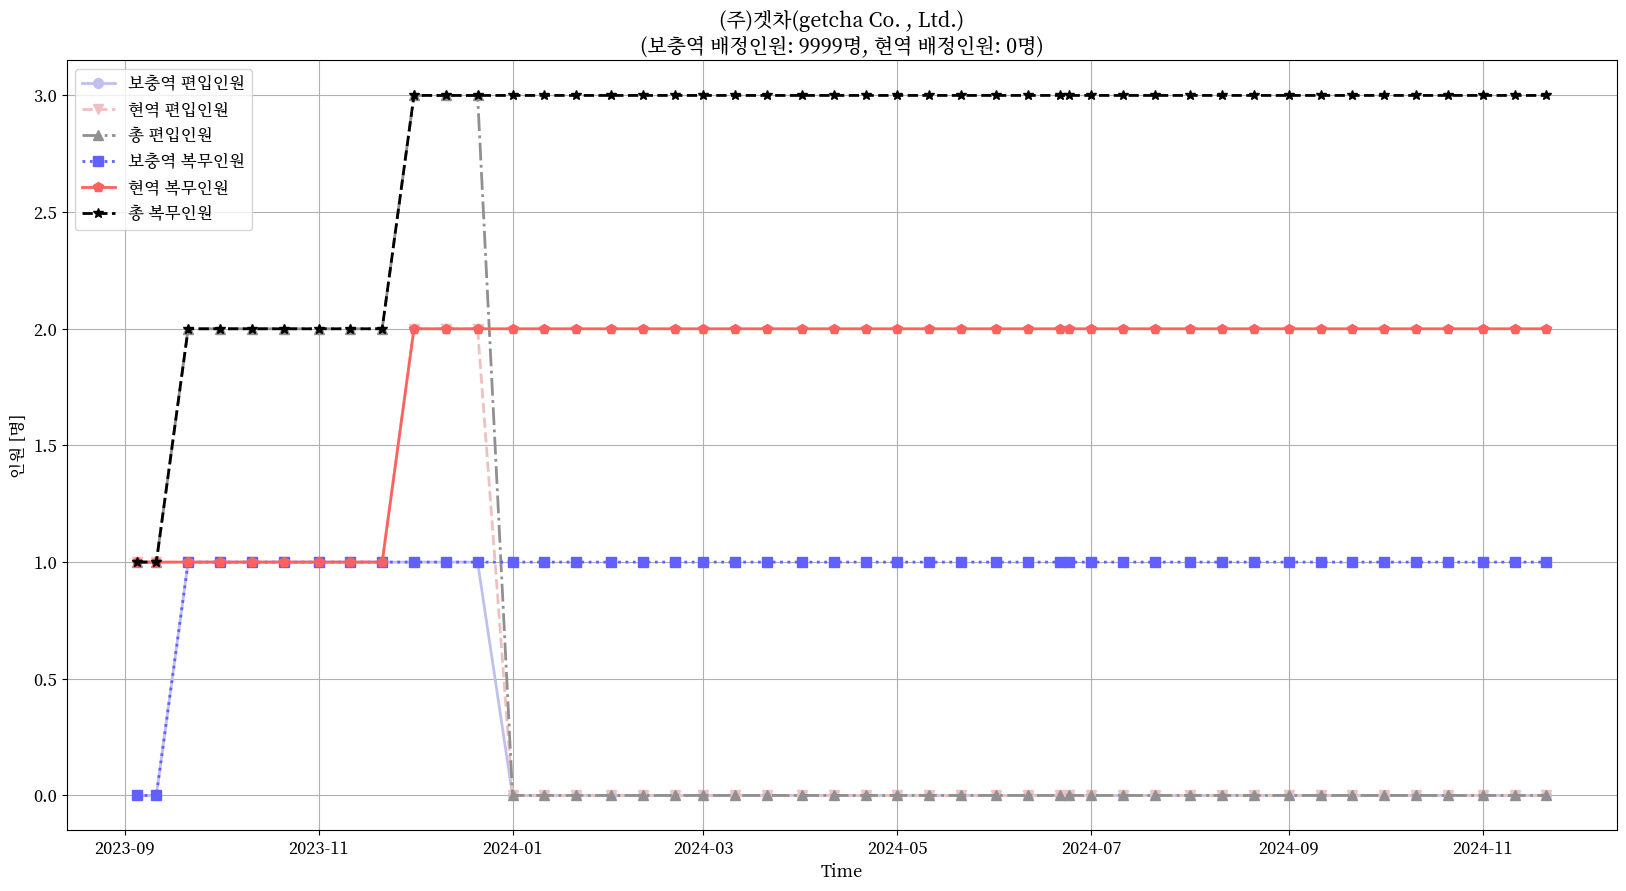 (주)겟차(getcha Co. , Ltd.)
(보충역 배정인원: 9999명, 현역 배정인원: 0명)
보충역 편입인원
현역 편입인원
총 편입인원
보충역 복무인원
현역 복무인원
총 복무인원
인원 [명]
3.0
2.5
2.0
1.5
1.0
0.5
0.0
2023-09
2023-11
2024-01
2024-03
2024-05
2024-07
2024-09
2024-11
Time